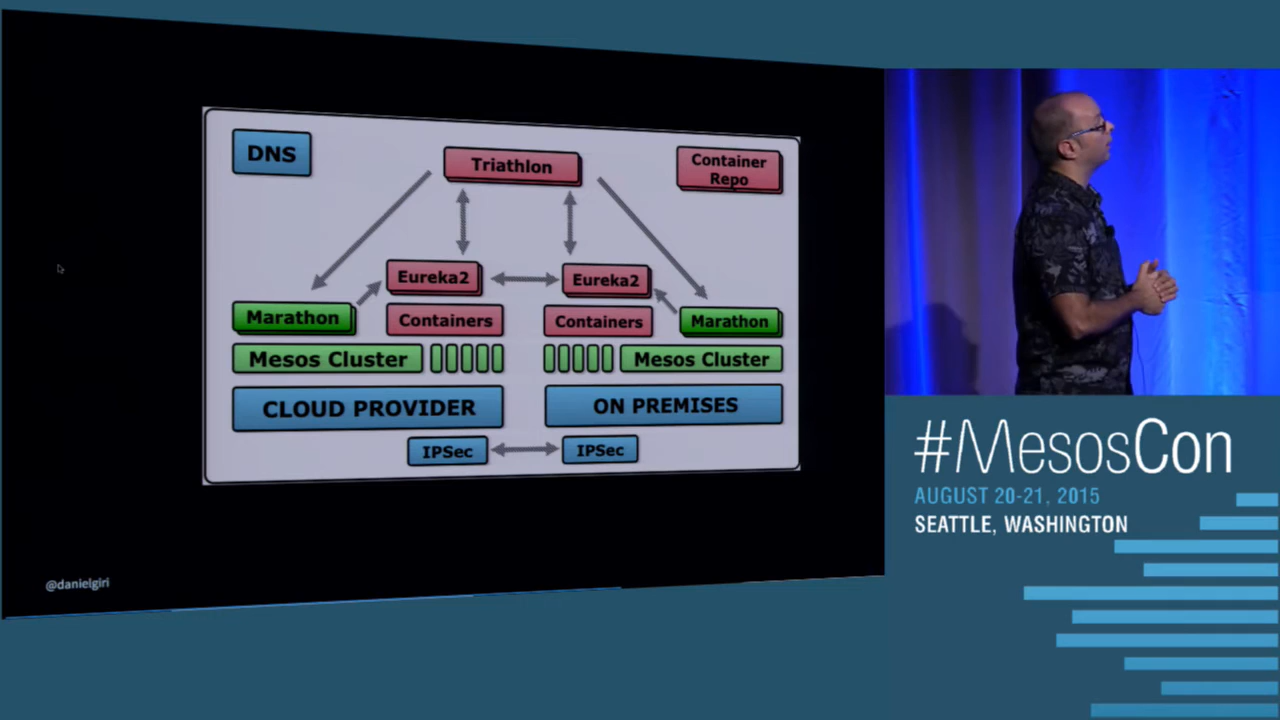 DNS
Triathlon
Container
Repo
Eureka2
Eureka2
Marathon
Containers
Containers
Marathon
Mesos Cluster
Mesos Cluster
CLOUD PROVIDER
ON PREMISES
IPSec
IPSec
@danielgiri
#MesosCon
AUGUST 20-21, 2015
SEATTLE, WASHINGTON